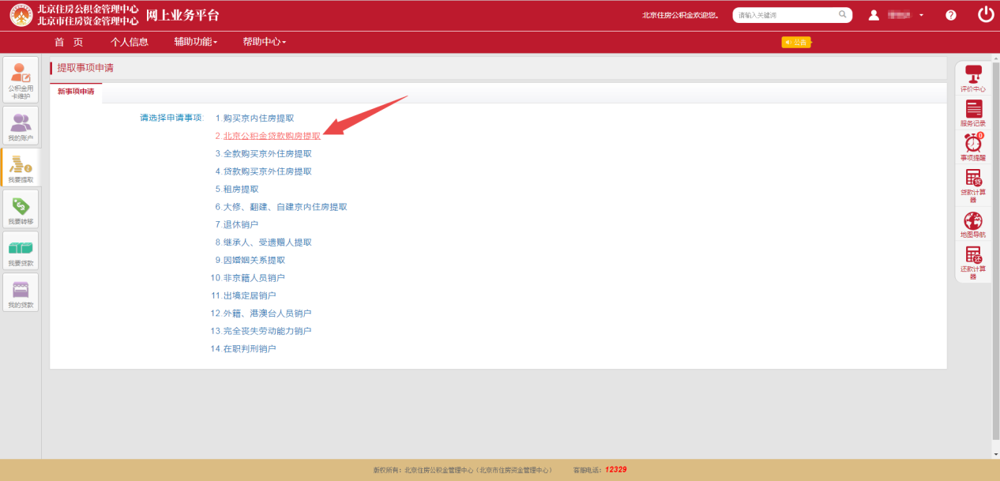 北京住房公积金管理中心
北京市住房资金管理中心
网上业务平台
北京住房公积金欢迎您。
请输入关键词
首 页 个人信息 辅助功能 帮助中心
公告
公积金用卡维护
我的账户
我要提取
我要转移
我要贷款
我的贷款
提取事项申请
新事项申请
请选择申请事项:
1.购买京内住房提取
2.北京公积金贷款购房提取
3.全款购买京外住房提取
4.贷款购买京外住房提取
5.租房提取
6.大修、翻建、自建京内住房提取
7.退休销户
8.继承人、受遗赠人提取
9.因婚姻关系提取
10.非京籍人员销户
11.出境定居销户
12.外籍、港澳台人员销户
13.完全丧失劳动能力销户
14.在职判刑销户
评价中心
服务记录
0
事项提醒
贷
贷款计算器
地图导航
还
还款计算器
版权所有：北京住房公积金管理中心（北京市住房资金管理中心） 客服电话：12329